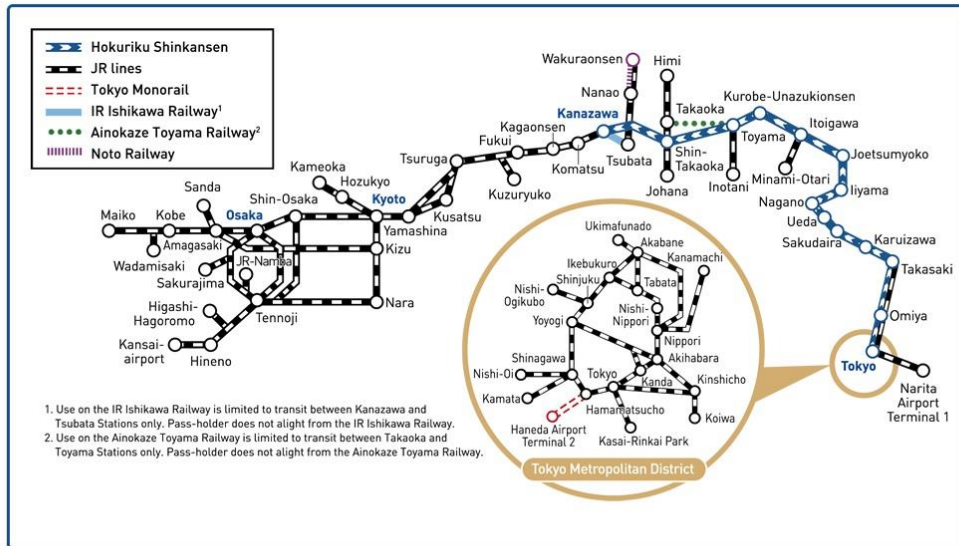 Hokuriku Shinkansen
JR lines
Tokyo Monorail
IR Ishikawa Railway¹
Ainokaze Toyama Railway²
Noto Railway
Wakuraonsen
Himi
Nanao
Takaoka
Kurobe-Unazukionsen
Kanazawa
Toyama
Itoigawa
Kagaonsen
Fukui
Tsuruga
Tsubata
Shin-
Takaoka
Joetsumyoko
Komatsu
Minami-Otari
Kameoka
Hozukyo
Kuzuryuko
Johana
Inotani
Iiyama
Sanda
Shin-Osaka
Kyoto
Kusatsu
Nagano
Maiko
Kobe
Osaka
Yamashina
Ueda
Karuizawa
Amagasaki
Kizu
Sakudaira
Wadamisaki
JR-Namba
Takasaki
Sakurajima
Higashi-
Hagoromo
Tennoji
Nara
Omiya
Kansai-
airport
Hineno
Tokyo
Narita
Airport
Terminal 1
Ukimafunado
Akabane
Kanamachi
Ikebukuro
Shinjuku
Tabata
Nishi-
Ogikubo
Nishi-
Nippori
Yoyogi
Nippori
Akihabara
Shinagawa
Tokyo
Kanda
Kinshicho
Nishi-Oi
Kamata
Hamamatsucho
Koiwa
Haneda Airport
Terminal 2
Kasai-Rinkai Park
Tokyo Metropolitan District
1. Use on the IR Ishikawa Railway is limited to transit between Kanazawa and
Tsubata Stations only. Pass-holder does not alight from the IR Ishikawa Railway.
2. Use on the Ainokaze Toyama Railway is limited to transit between Takaoka and
Toyama Stations only. Pass-holder does not alight from the Ainokaze Toyama Railway.